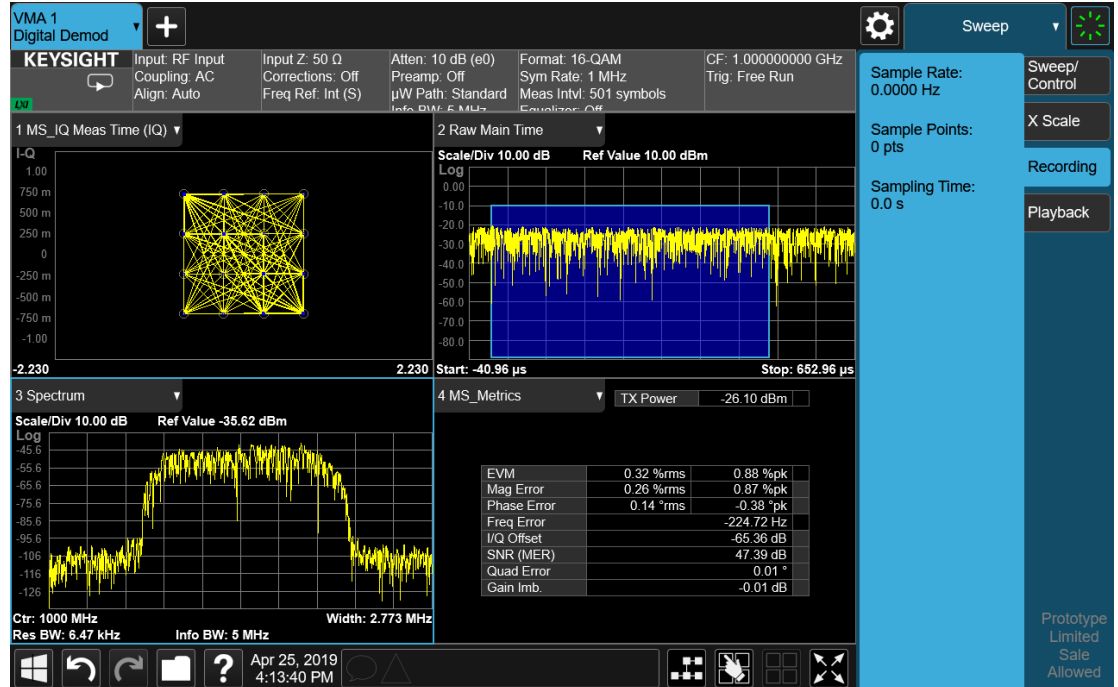 VMA 1
Digital Demod
Sweep
KEYSIGHT
LXI
Input: RF Input
Coupling: AC
Align: Auto
Input Z: 50 Ω
Corrections: Off
Freq Ref: Int (S)
Atten: 10 dB (e0)
Preamp: Off
µW Path: Standard
Info BW: 5 MHz
Format: 16-QAM
Sym Rate: 1 MHz
Meas Intvl: 501 symbols
Equalizer: Off
CF: 1.000000000 GHz
Trig: Free Run
1 MS_IQ Meas Time (IQ)
I-Q
1.00
750 m
500 m
250 m
0
-250 m
-500 m
-750 m
-1.00
-2.230
2.230
2 Raw Main Time
Scale/Div 10.00 dB
Ref Value 10.00 dBm
Log
0.00
-10.0
-20.0
-30.0
-40.0
-50.0
-60.0
-70.0
-80.0
Start: -40.96 µs
Stop: 652.96 µs
3 Spectrum
Scale/Div 10.00 dB
Ref Value -35.62 dBm
Log
-45.6
-55.6
-65.6
-75.6
-85.6
-95.6
-106
-116
-126
Ctr: 1000 MHz
Width: 2.773 MHz
Res BW: 6.47 kHz
Info BW: 5 MHz
4 MS_Metrics
TX Power -26.10 dBm
EVM 0.32 %rms 0.88 %pk
Mag Error 0.26 %rms 0.87 %pk
Phase Error 0.14 °rms -0.38 °pk
Freq Error -224.72 Hz
I/Q Offset -65.36 dB
SNR (MER) 47.39 dB
Quad Error 0.01 °
Gain Imb. -0.01 dB
Sample Rate:
0.0000 Hz
Sample Points:
0 pts
Sampling Time:
0.0 s
Sweep/
Control
X Scale
Recording
Playback
Prototype
Limited
Sale
Allowed
?
Apr 25, 2019
4:13:40 PM